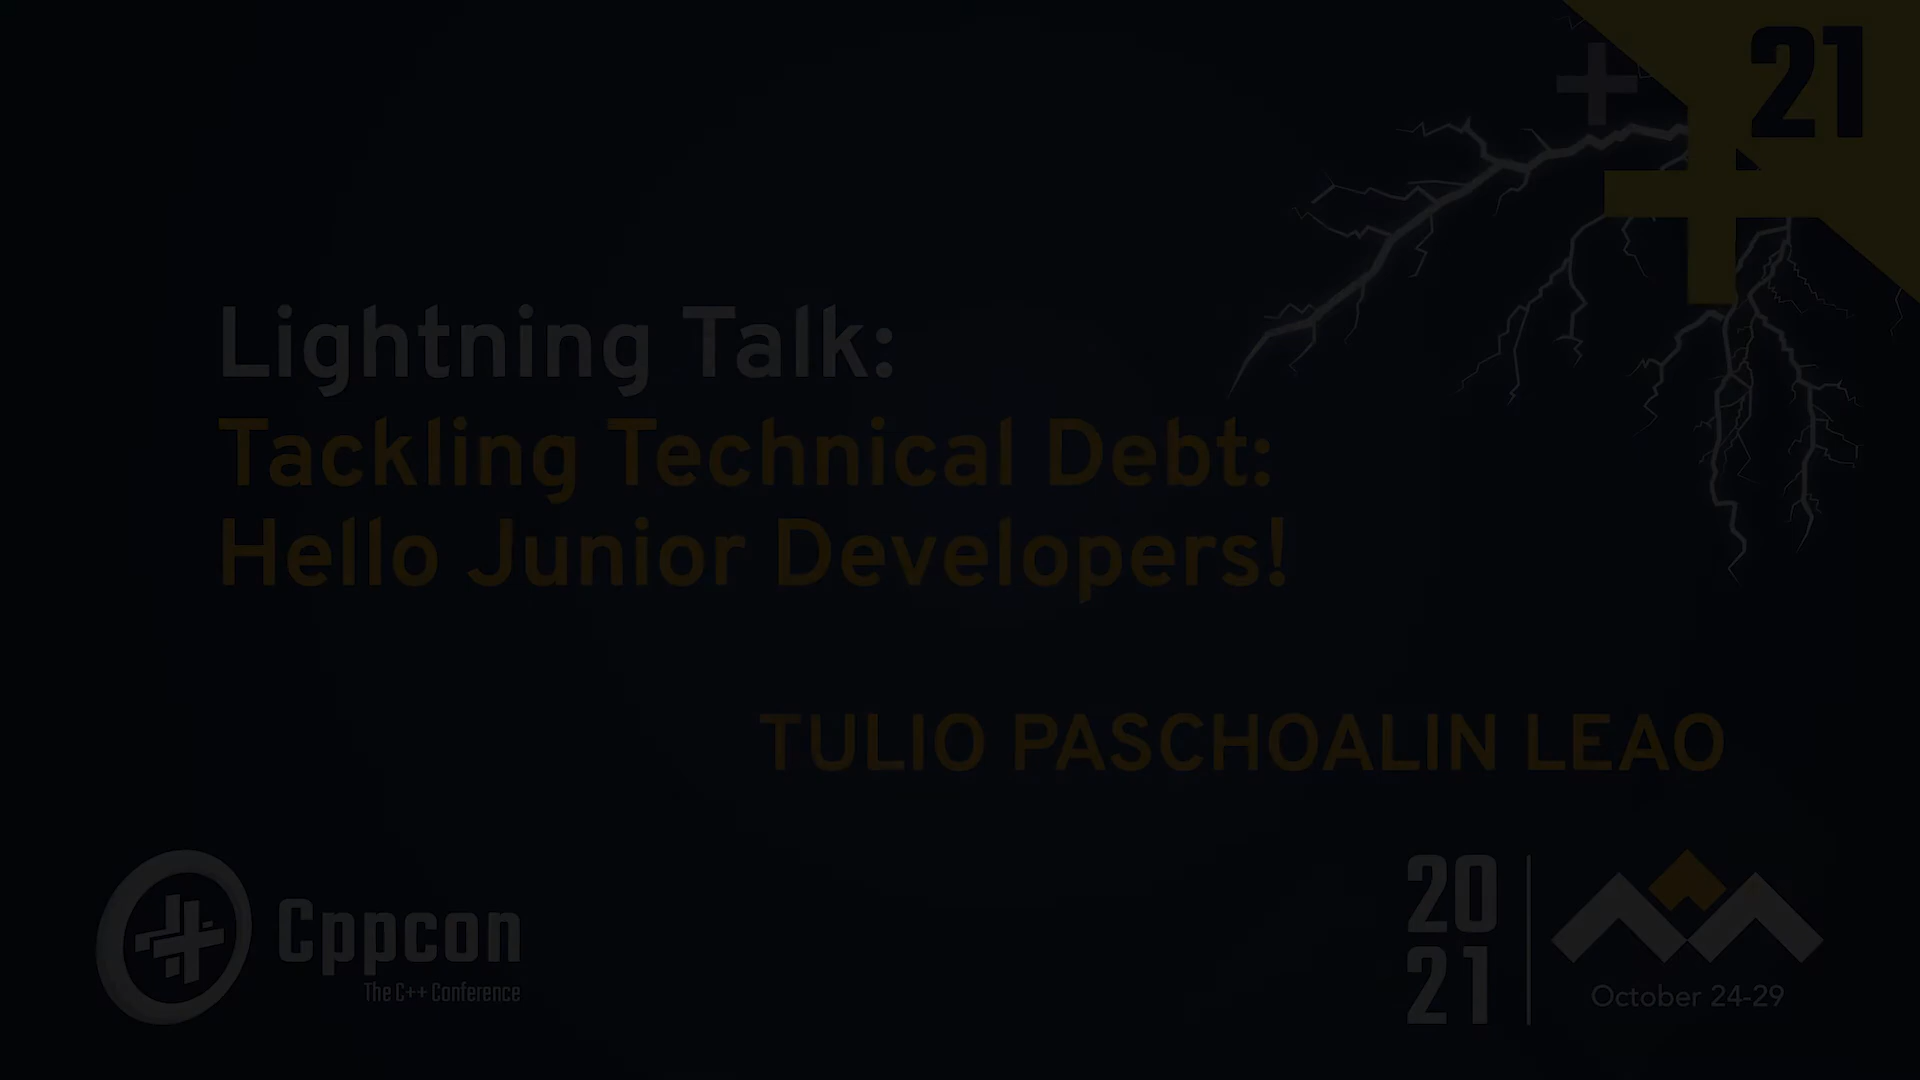 21
Lightning Talk:
Tackling Technical Debt:
Hello Junior Developers!
TULIO PASCHOALIN LEAO
Cppcon
The C++ Conference
20
21
October 24-29